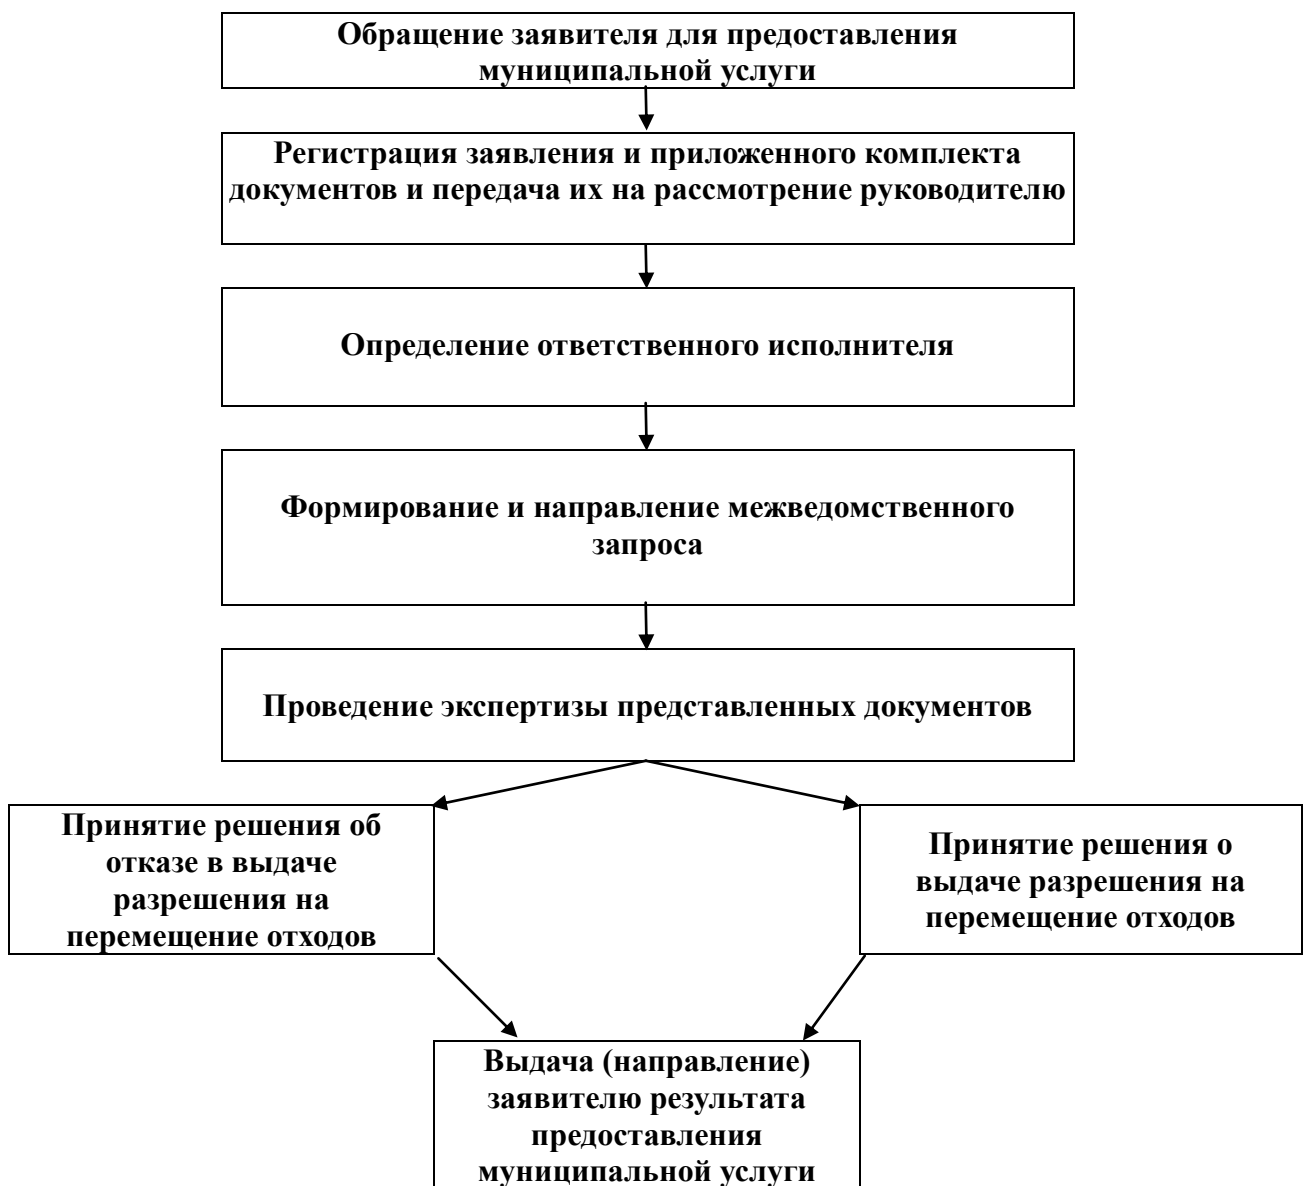 Обращение заявителя для предоставления
муниципальной услуги
Регистрация заявления и приложенного комплекта
документов и передача их на рассмотрение руководителю
Определение ответственного исполнителя
Формирование и направление межведомственного
запроса
Проведение экспертизы представленных документов
Принятие решения об
отказе в выдаче
разрешения на
перемещение отходов
Принятие решения о
выдаче разрешения на
перемещение отходов
Выдача (направление)
заявителю результата
предоставления
муниципальной услуги